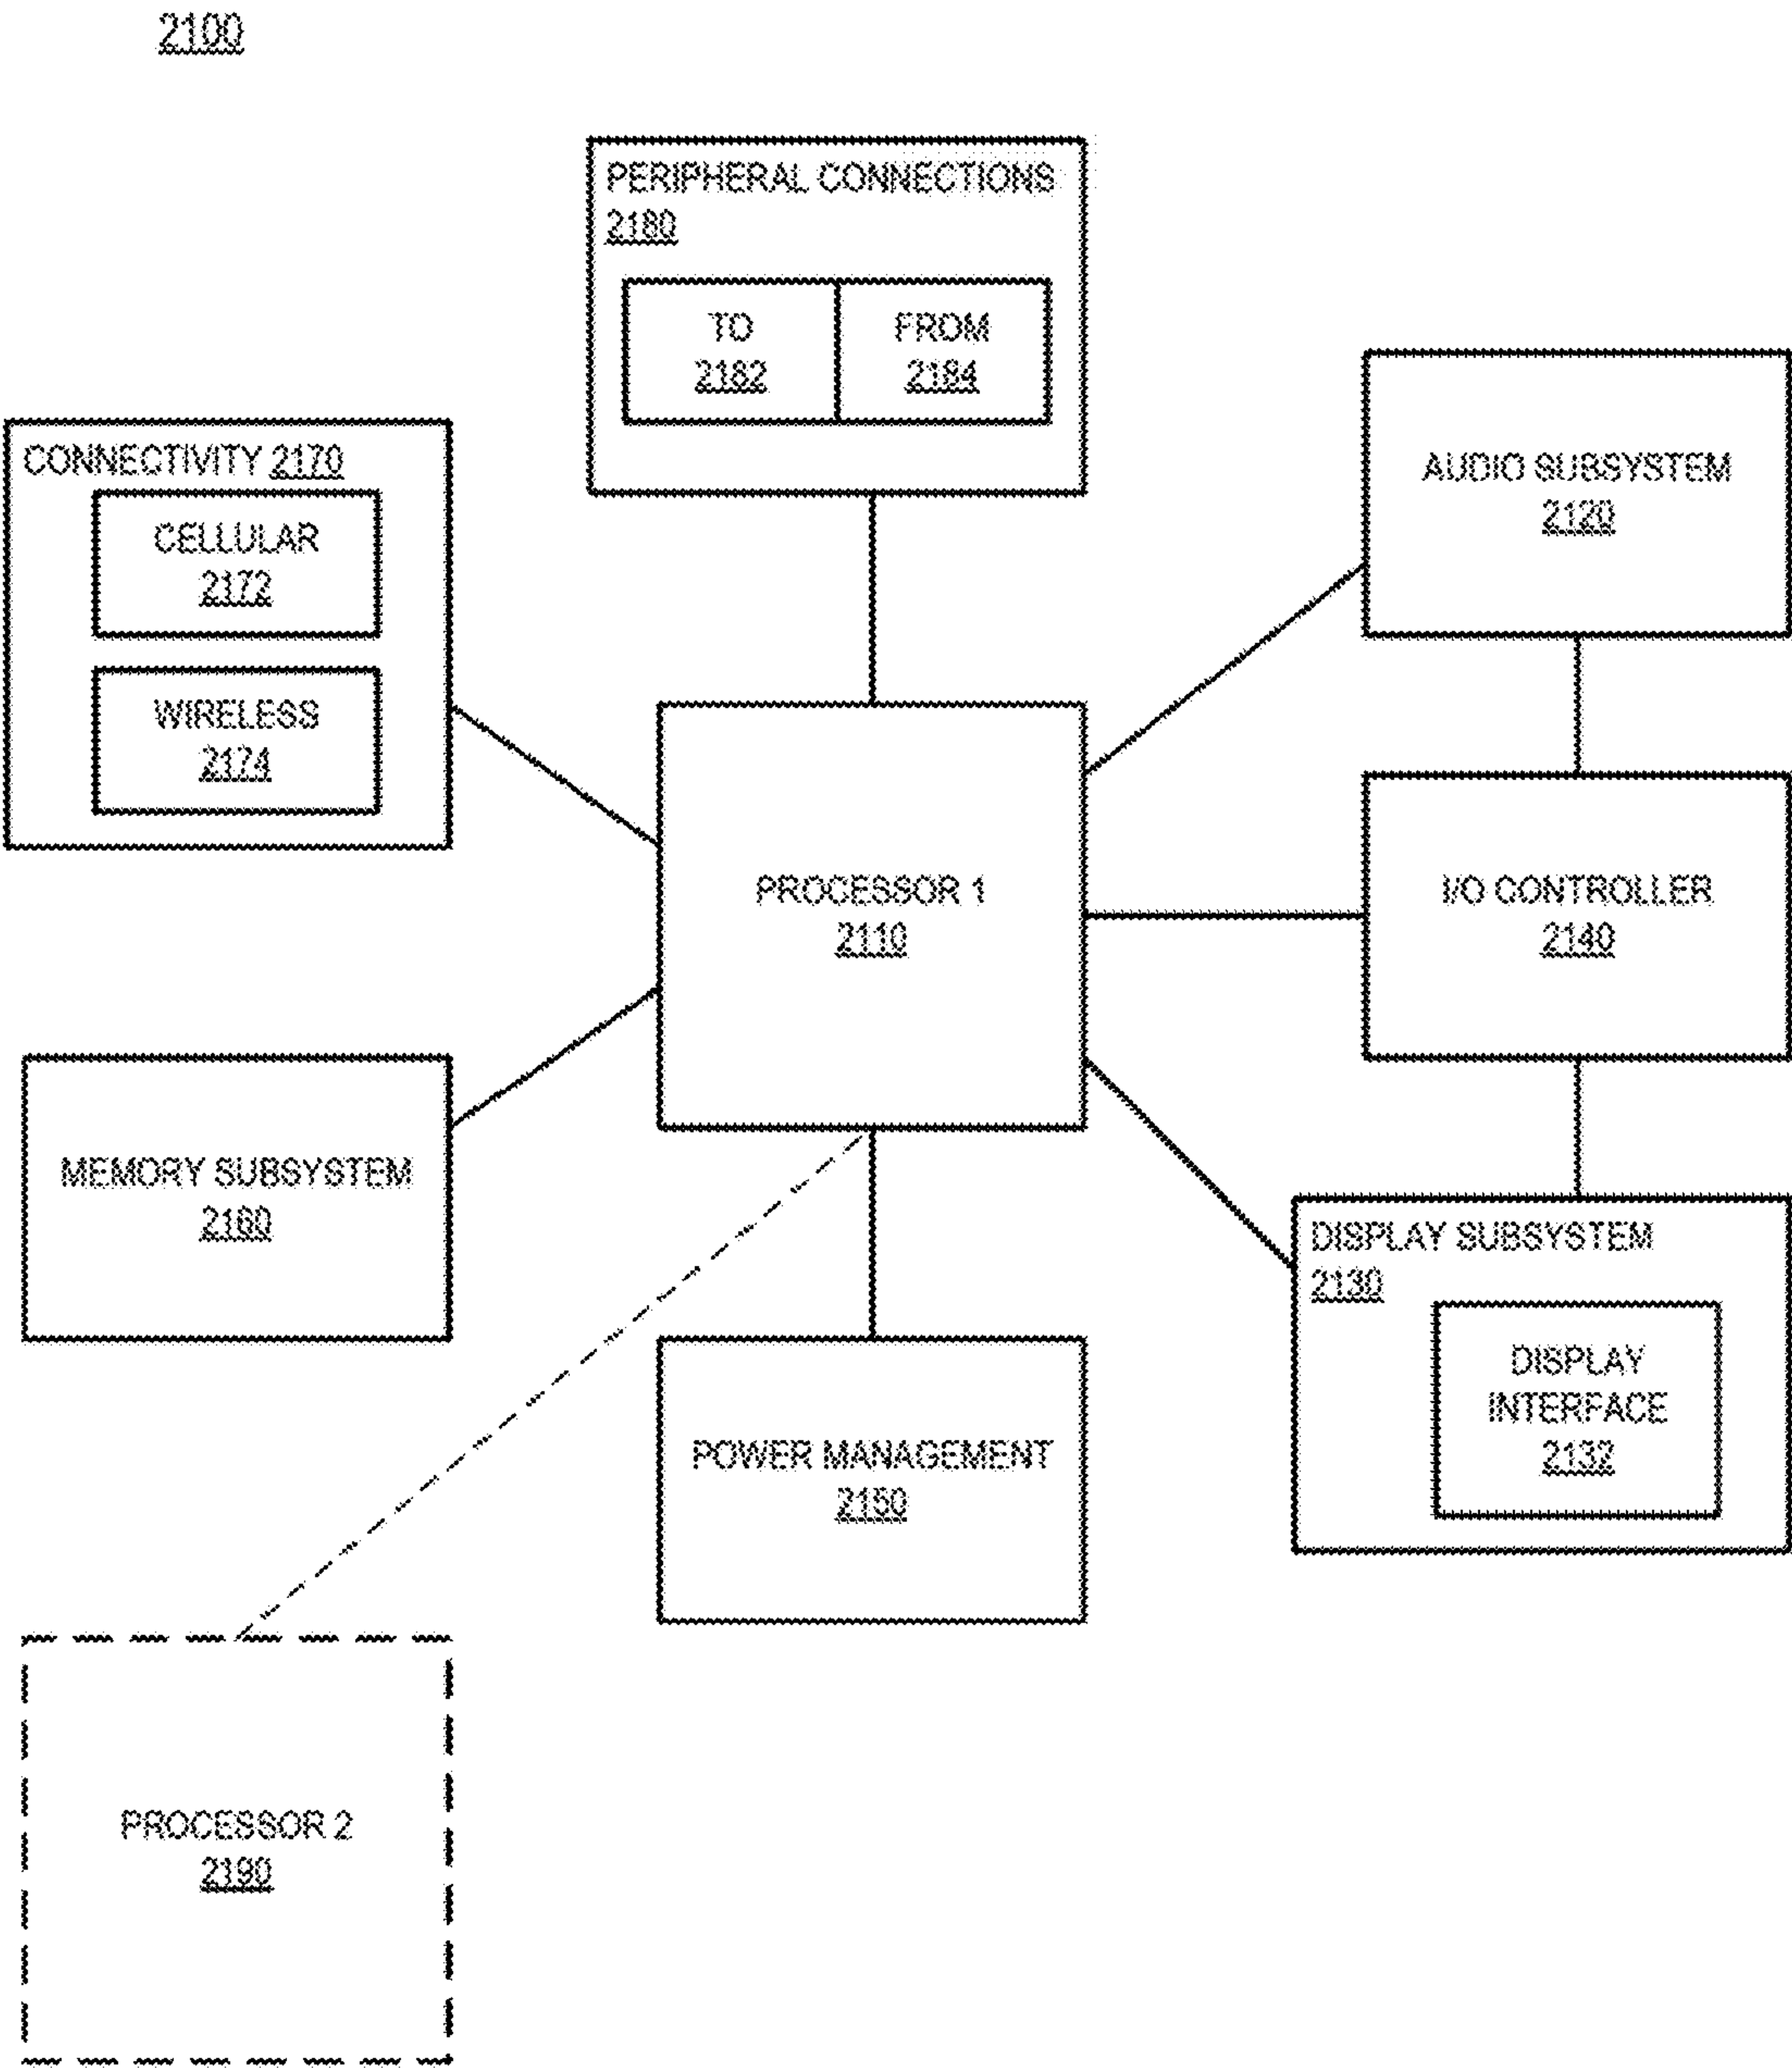 2100
PERIPHERAL CONNECTIONS
2180
TO
2182
FROM
2184
CONNECTIVITY 2170
CELLULAR
2172
WIRELESS
2174
AUDIO SUBSYSTEM
2120
PROCESSOR 1
2110
I/O CONTROLLER
2140
MEMORY SUBSYSTEM
2160
DISPLAY SUBSYSTEM
2130
DISPLAY
INTERFACE
2132
POWER MANAGEMENT
2150
PROCESSOR 2
2190